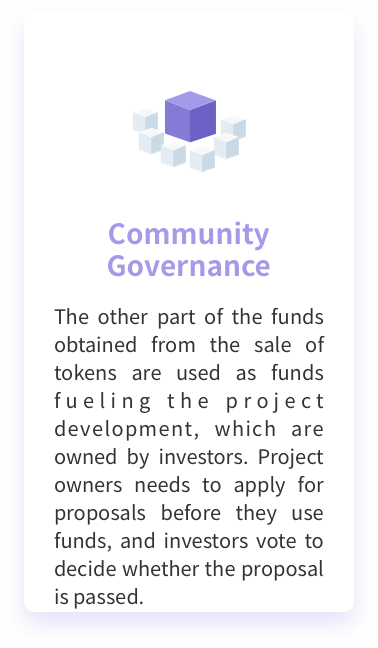 Community
Governance
The other part of the funds
obtained from the sale of
tokens are used as funds
fueling the project
development, which are
owned by investors. Project
owners needs to apply for
proposals before they use
funds, and investors vote to
decide whether the proposal
is passed.